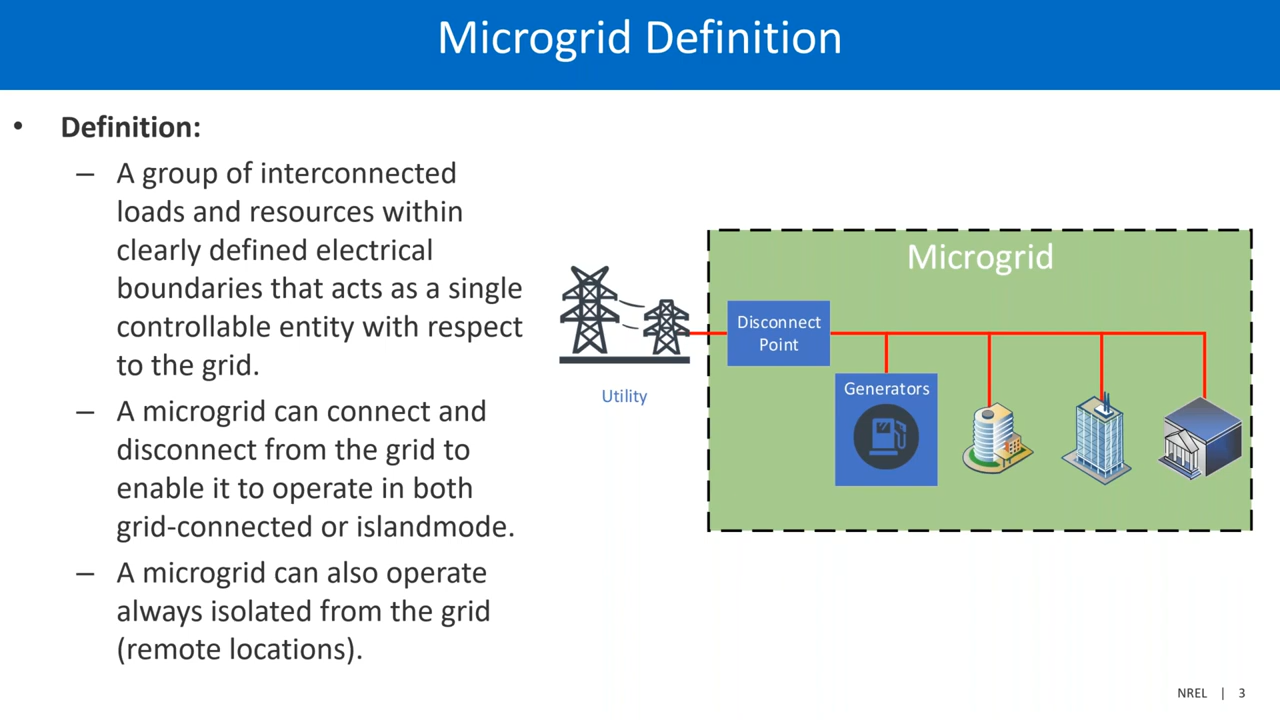 Microgrid Definition
• Definition:
– A group of interconnected
loads and resources within
clearly defined electrical
boundaries that acts as a single
controllable entity with respect
to the grid.
– A microgrid can connect and
disconnect from the grid to
enable it to operate in both
grid-connected or islandmode.
– A microgrid can also operate
always isolated from the grid
(remote locations).
Utility
Microgrid
Disconnect
Point
Generators
NREL | 3